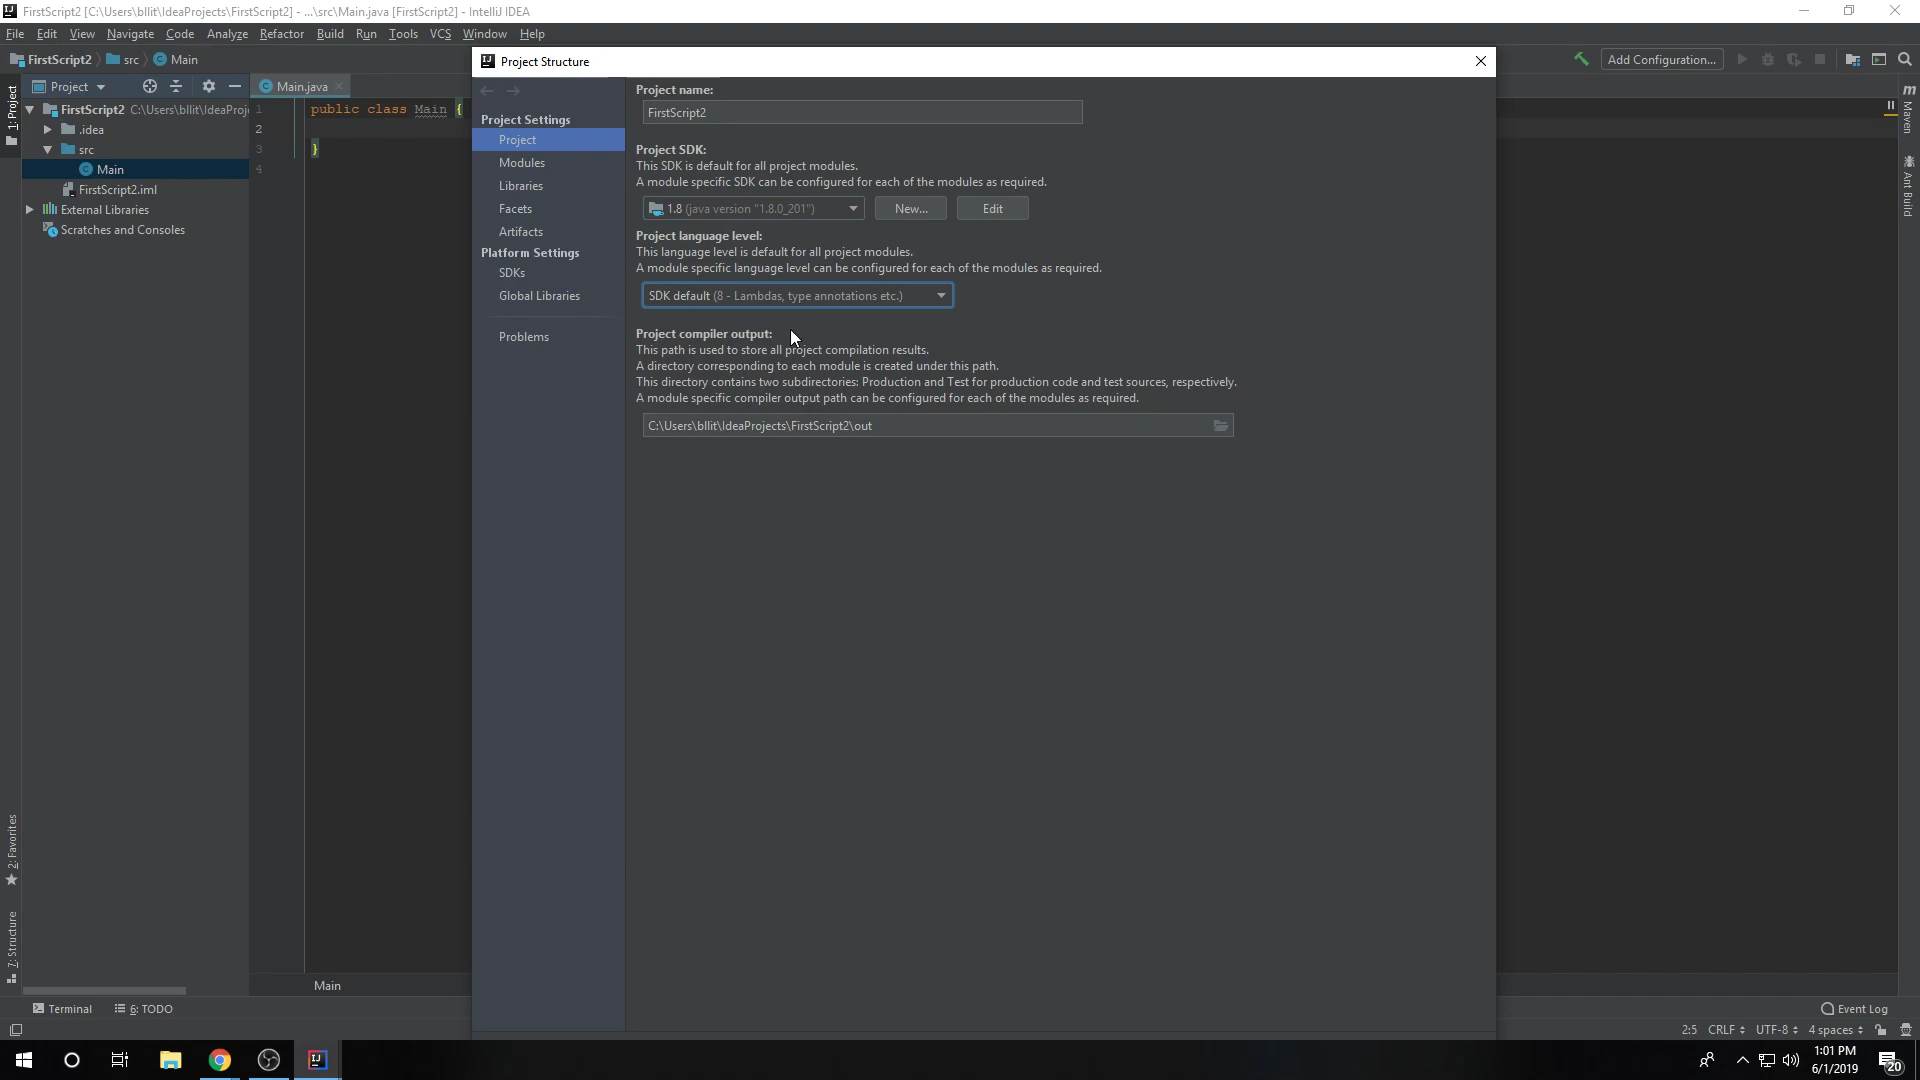 FirstScript2 [C:\Users\bllit\IdeaProjects\FirstScript2] - ...\src\Main.java [FirstScript2] - IntelliJ IDEA
File Edit View Navigate Code Analyze Refactor Build Run Tools VCS Window Help
FirstScript2 src Main
Add Configuration...
Project
Main.java
1: Project
FirstScript2 C:\Users\bllit\IdeaProj
.idea
src
Main
FirstScript2.iml
External Libraries
Scratches and Consoles
1 public class Main {
2
3 }
4
Project Structure
Project Settings
Project
Modules
Libraries
Facets
Artifacts
Platform Settings
SDKs
Global Libraries
Problems
Project name:
FirstScript2
Project SDK:
This SDK is default for all project modules.
A module specific SDK can be configured for each of the modules as required.
1.8 (java version "1.8.0_201")
New...
Edit
Project language level:
This language level is default for all project modules.
A module specific language level can be configured for each of the modules as required.
SDK default (8 - Lambdas, type annotations etc.)
Project compiler output:
This path is used to store all project compilation results.
A directory corresponding to each module is created under this path.
This directory contains two subdirectories: Production and Test for production code and test sources, respectively.
A module specific compiler output path can be configured for each of the modules as required.
C:\Users\bllit\IdeaProjects\FirstScript2\out
m Maven
Ant Build
2: Favorites
7: Structure
Main
Terminal
6: TODO
Event Log
2:5 CRLF UTF-8 4 spaces
1:01 PM
6/1/2019
20